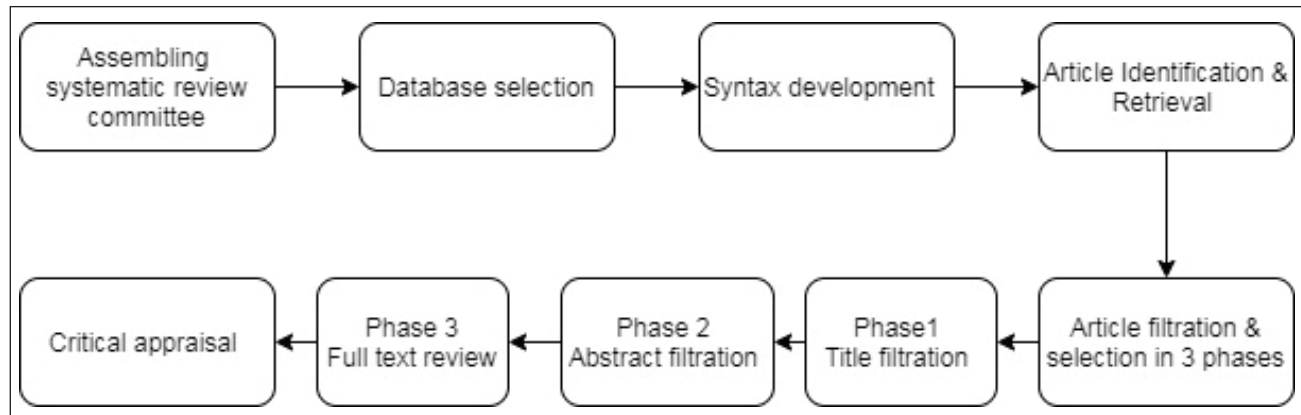 Assembling
systematic review
committee
Database selection
Syntax development
Article Identification &
Retrieval
Article filtration &
selection in 3 phases
Phase1
Title filtration
Phase 2
Abstract filtration
Phase 3
Full text review
Critical appraisal